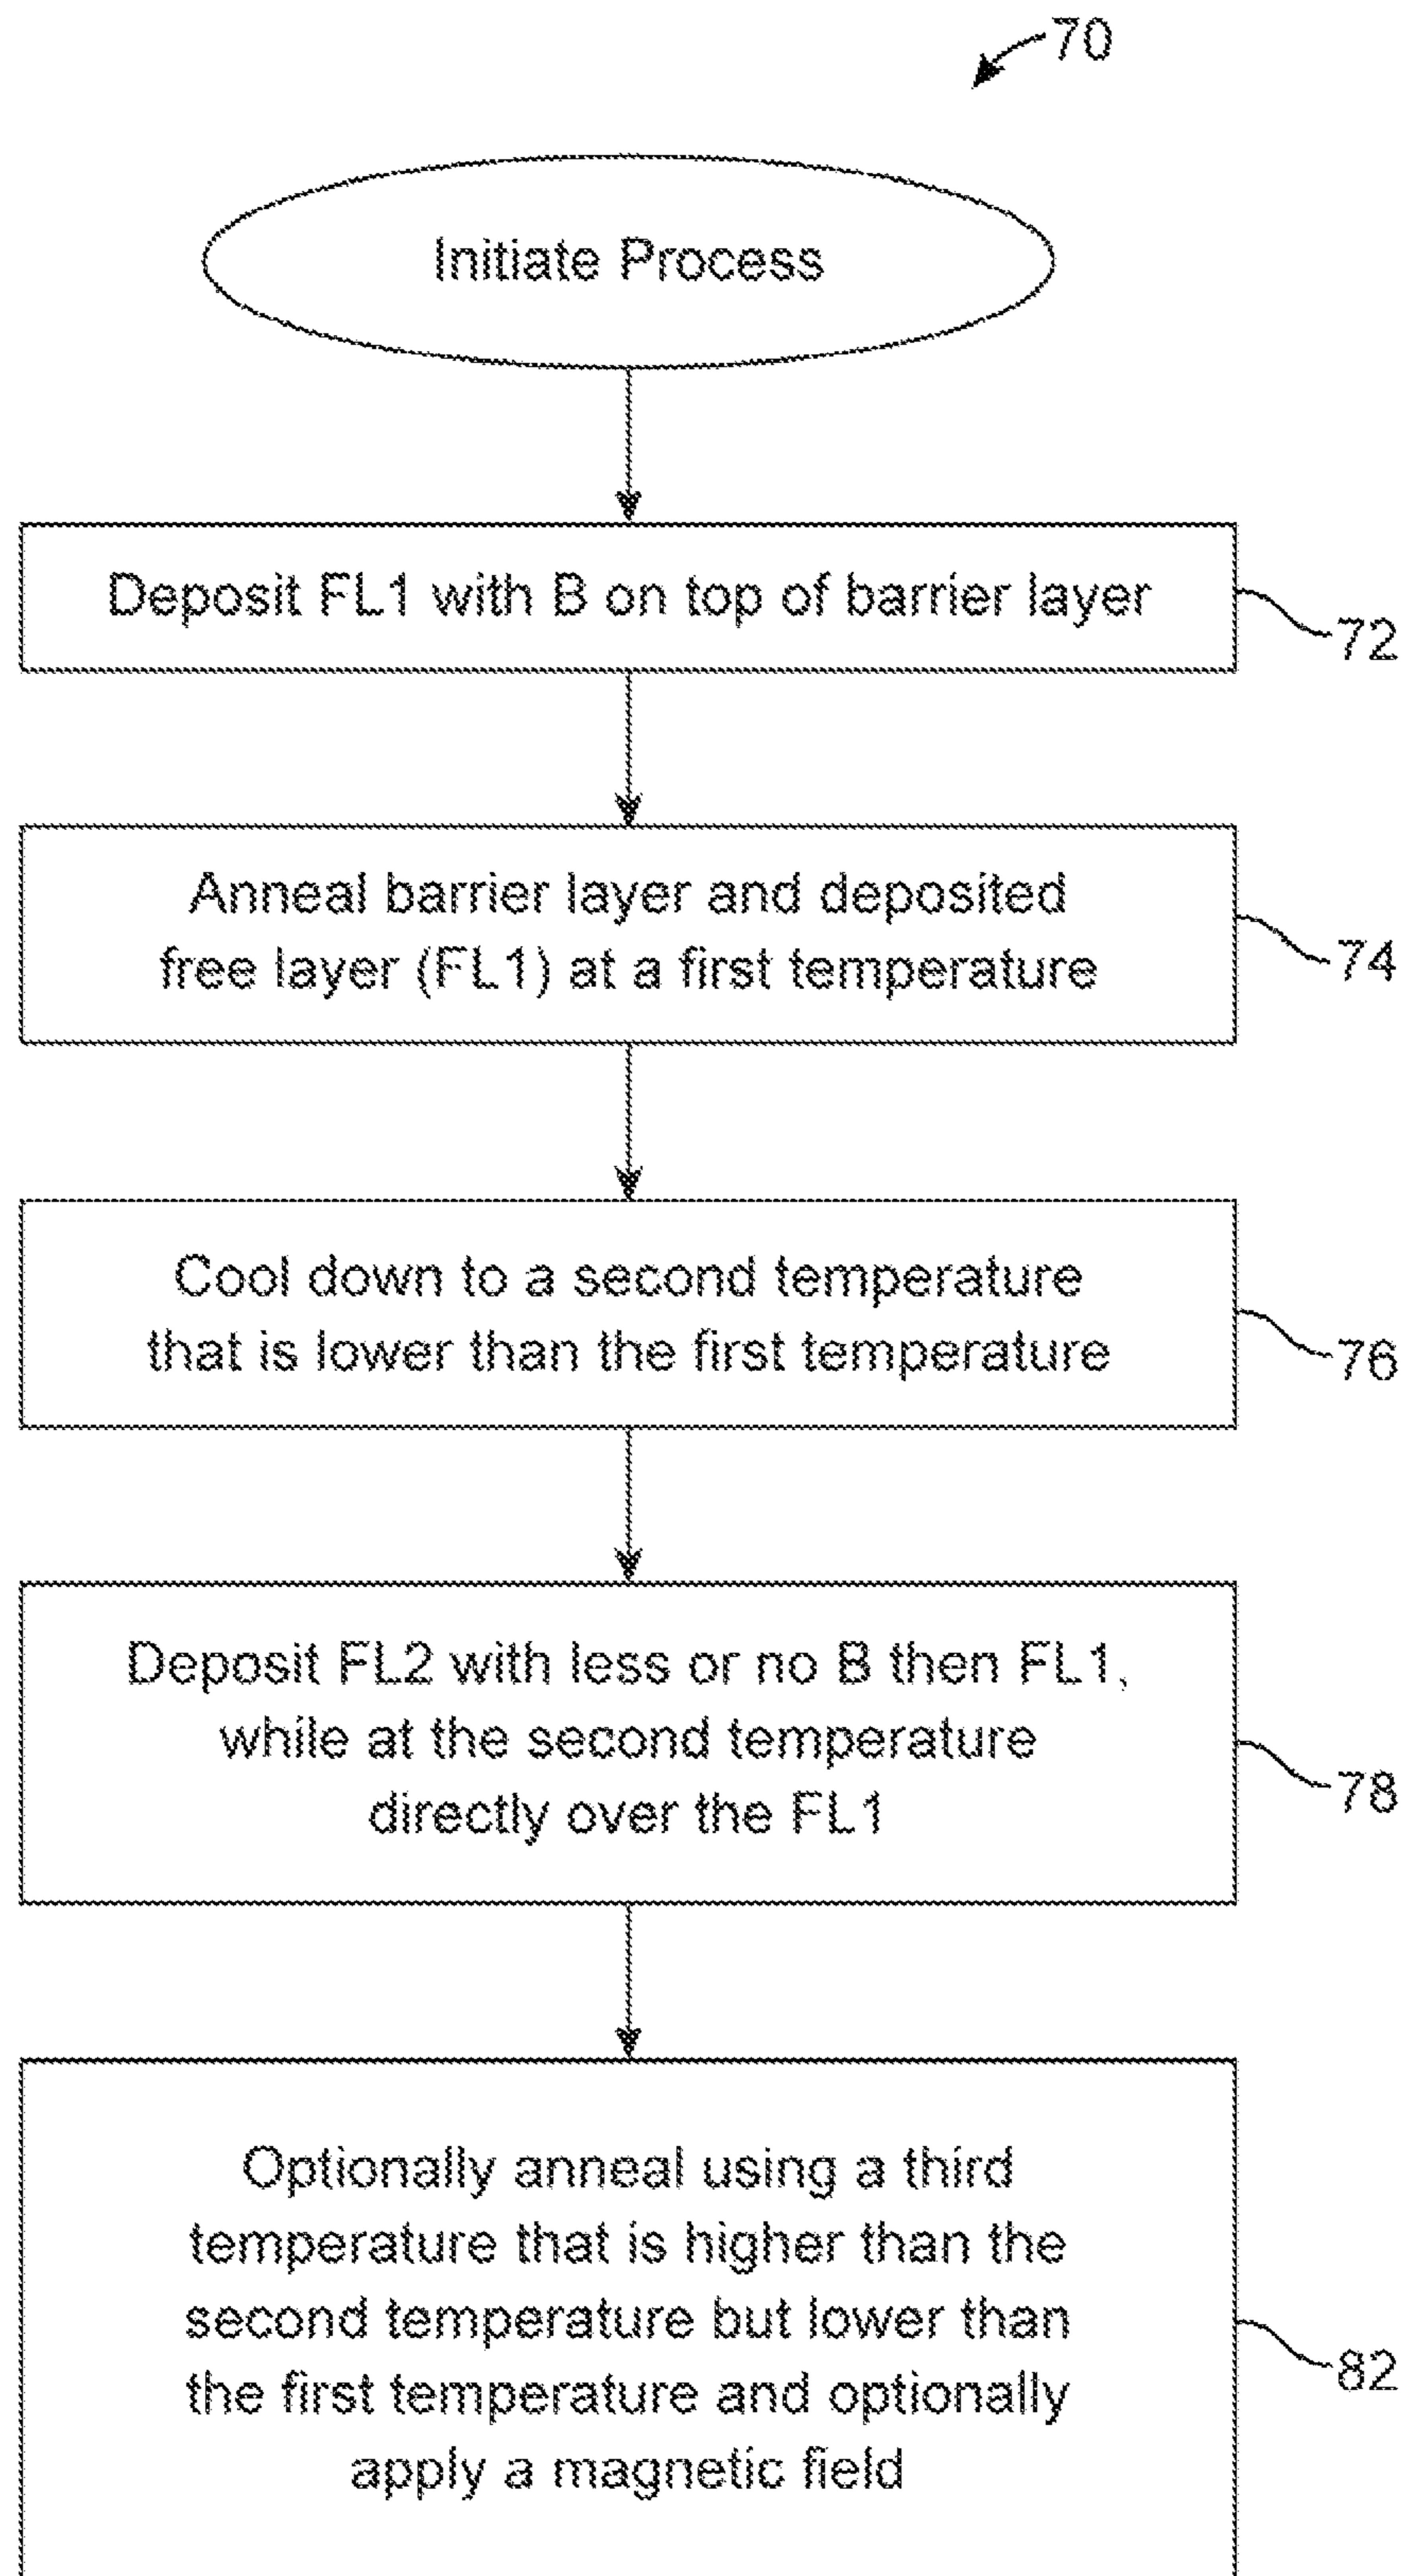 70
Initiate Process
Deposit FL1 with B on top of barrier layer
72
Anneal barrier layer and deposited
free layer (FL1) at a first temperature
74
Cool down to a second temperature
that is lower than the first temperature
76
Deposit FL2 with less or no B then FL1,
while at the second temperature
directly over the FL1
78
Optionally anneal using a third
temperature that is higher than the
second temperature but lower than
the first temperature and optionally
apply a magnetic field
82